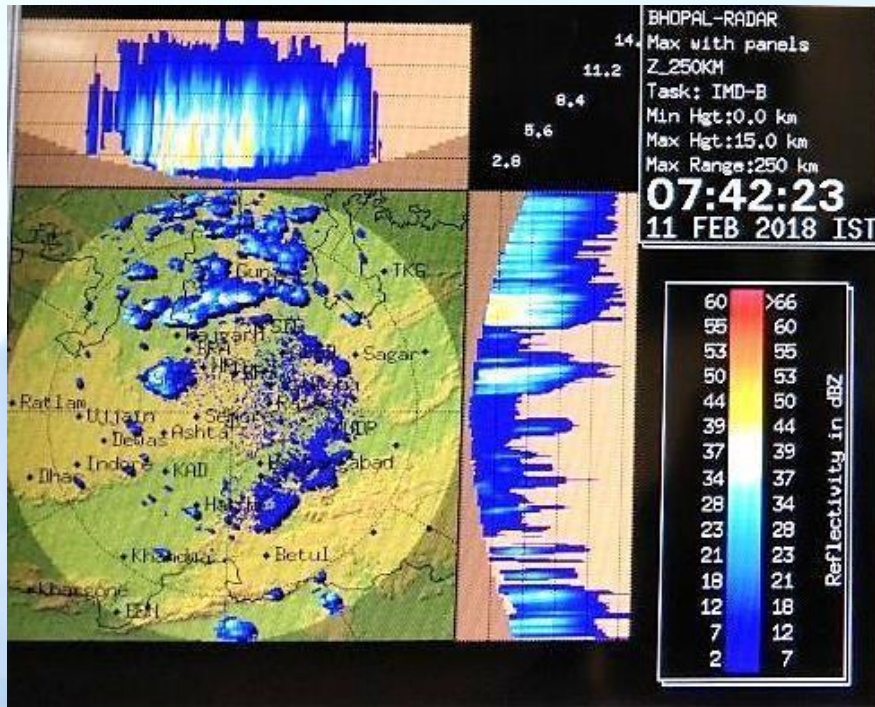 BHOPAL-RADAR
Max with panels
Z_250KM
Task: IMD-B
Min Hgt:0.0 km
Max Hgt:15.0 km
Max Range:250 km
07:42:23
11 FEB 2018 IST
14.
11.2
8.4
5.6
2.8
Guna
TKG
Sagar
Ratlam
Ujjain
Dewas
Ashta
Indore
KAD
Dha
Betul
Khargone
60 >66
55 60
53 55
50 53
44 50
39 44
37 39
34 37
28 34
23 28
21 23
18 21
12 18
7 12
2 7
Reflectivity in dBZ